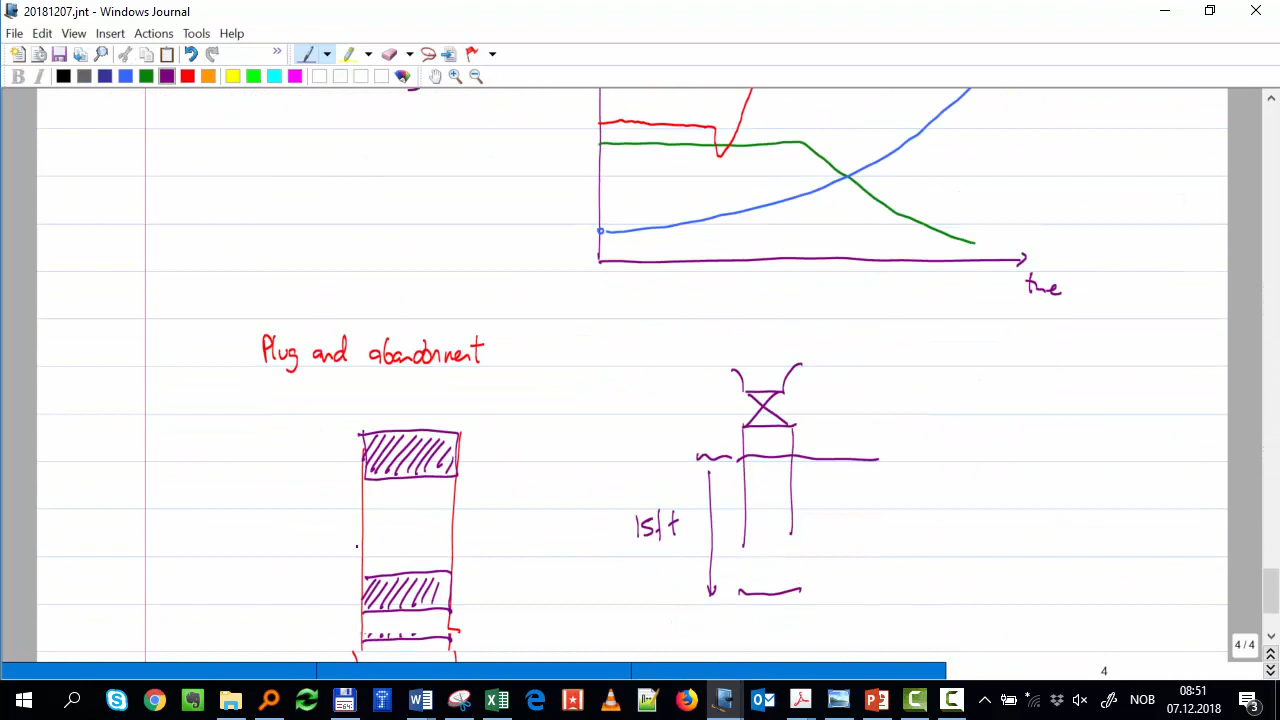 20181207.jnt - Windows Journal
File Edit View Insert Actions Tools Help
B I
time
Plug and abandonment
15ft
4/4
4
NOB
08:51
07.12.2018
3